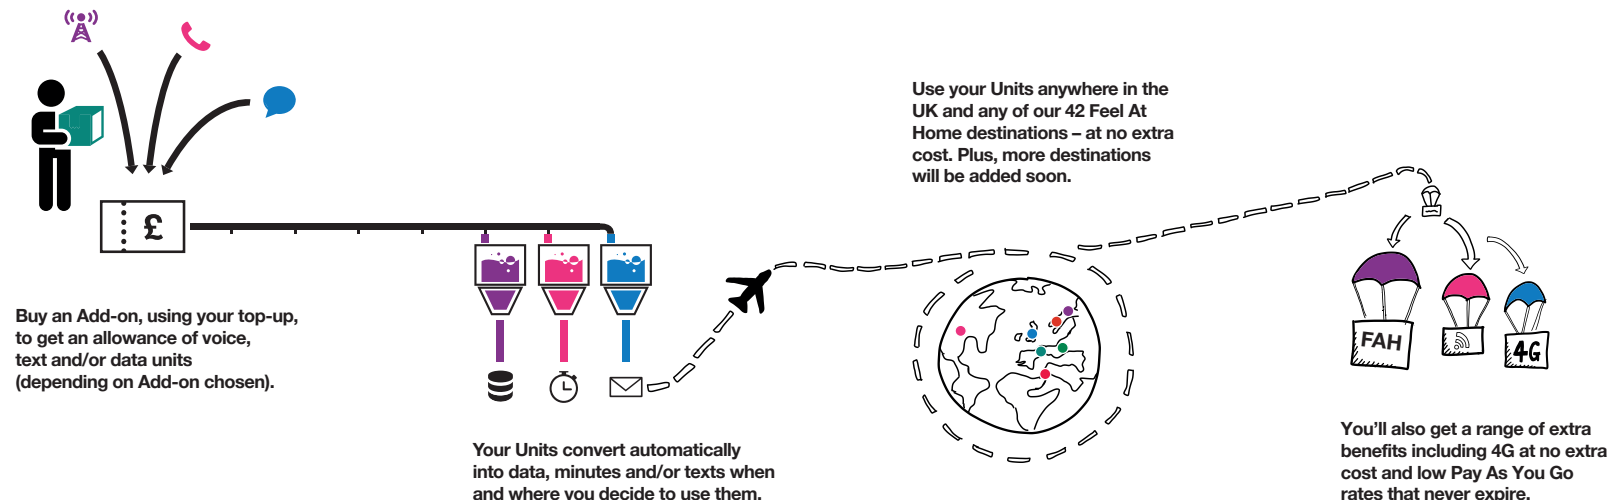 £
Buy an Add-on, using your top-up,
to get an allowance of voice,
text and/or data units
(depending on Add-on chosen).
Your Units convert automatically
into data, minutes and/or texts when
and where you decide to use them.
Use your Units anywhere in the
UK and any of our 42 Feel At
Home destinations – at no extra
cost. Plus, more destinations
will be added soon.
FAH
4G
You’ll also get a range of extra
benefits including 4G at no extra
cost and low Pay As You Go
rates that never expire.